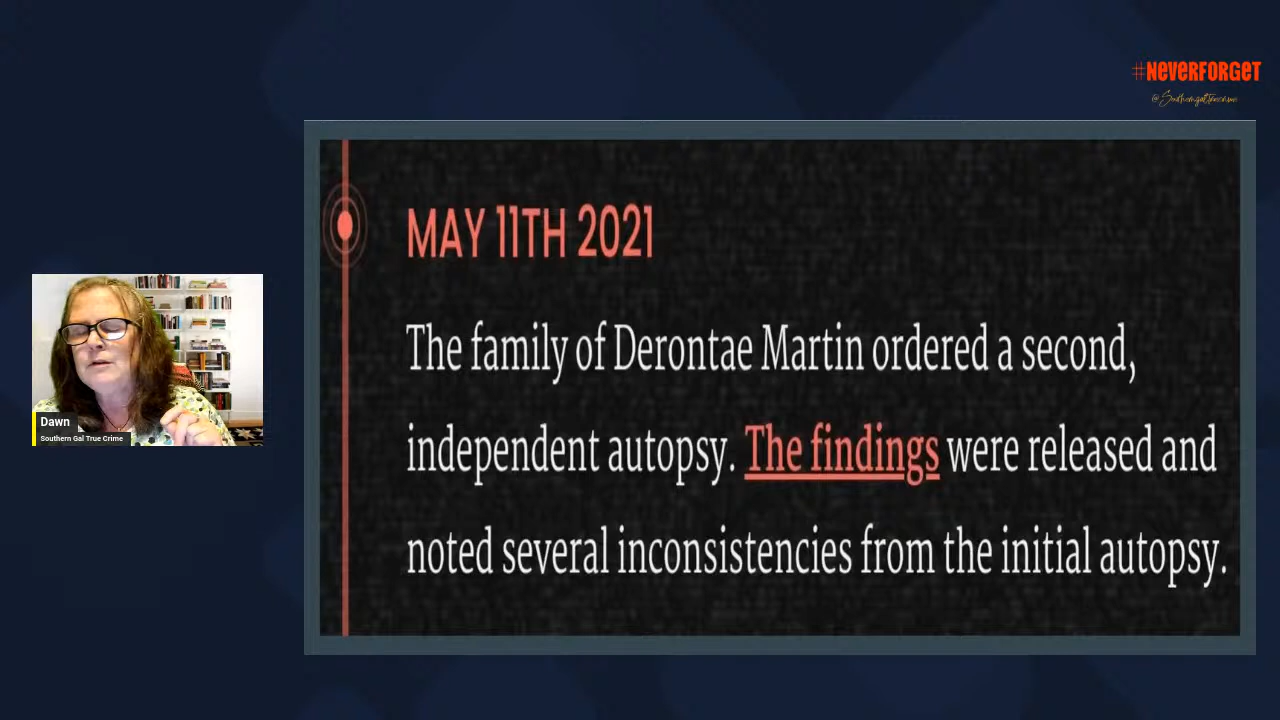 #NEVERFORGET
@Southerngaltruecrime
MAY 11TH 2021
The family of Derontae Martin ordered a second,
independent autopsy. The findings were released and
noted several inconsistencies from the initial autopsy.
Dawn
Southern Gal True Crime